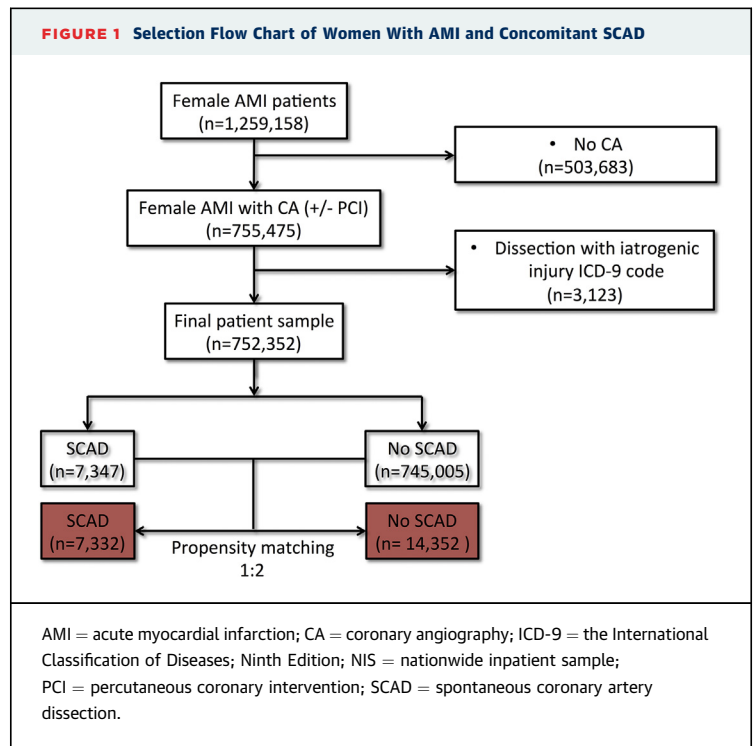 FIGURE 1 Selection Flow Chart of Women With AMI and Concomitant SCAD
Female AMI patients
(n=1,259,158)
• No CA
(n=503,683)
Female AMI with CA (+/- PCI)
(n=755,475)
• Dissection with iatrogenic
injury ICD-9 code
(n=3,123)
Final patient sample
(n=752,352)
SCAD
(n=7,347)
No SCAD
(n=745,005)
SCAD
(n=7,332)
No SCAD
(n= 14,352 )
Propensity matching
1:2
AMI = acute myocardial infarction; CA = coronary angiography; ICD-9 = the International
Classification of Diseases; Ninth Edition; NIS = nationwide inpatient sample;
PCI = percutaneous coronary intervention; SCAD = spontaneous coronary artery
dissection.